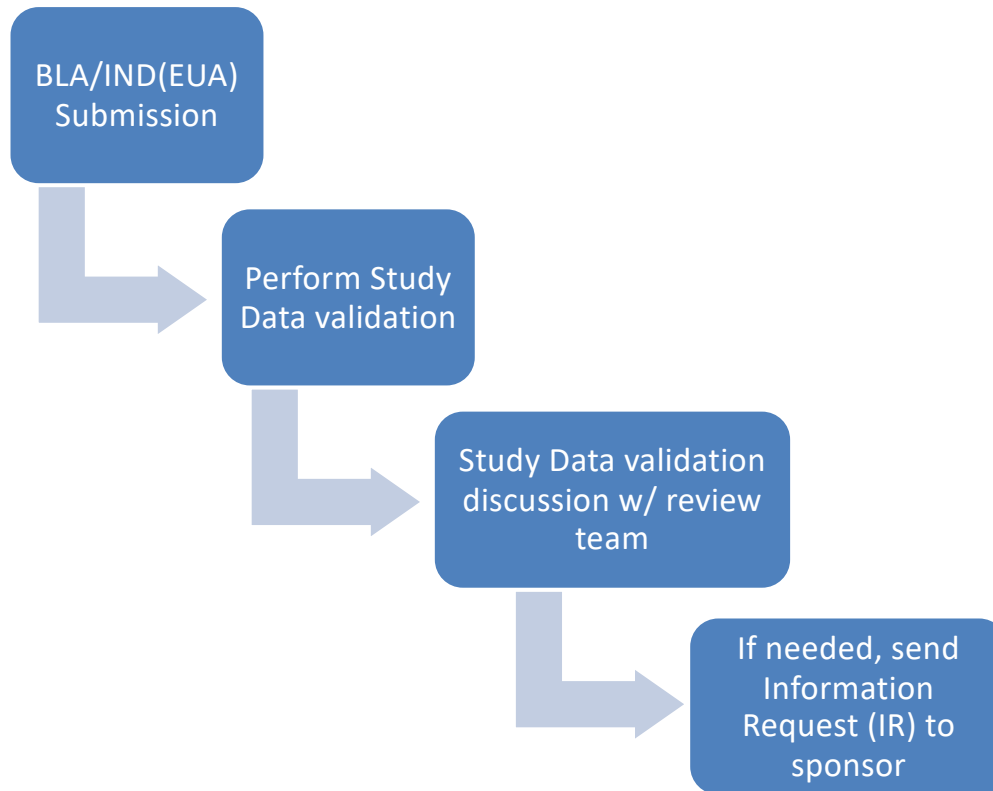 BLA/IND(EUA)
Submission
Perform Study
Data validation
Study Data validation
discussion w/ review
team
If needed, send
Information
Request (IR) to
sponsor